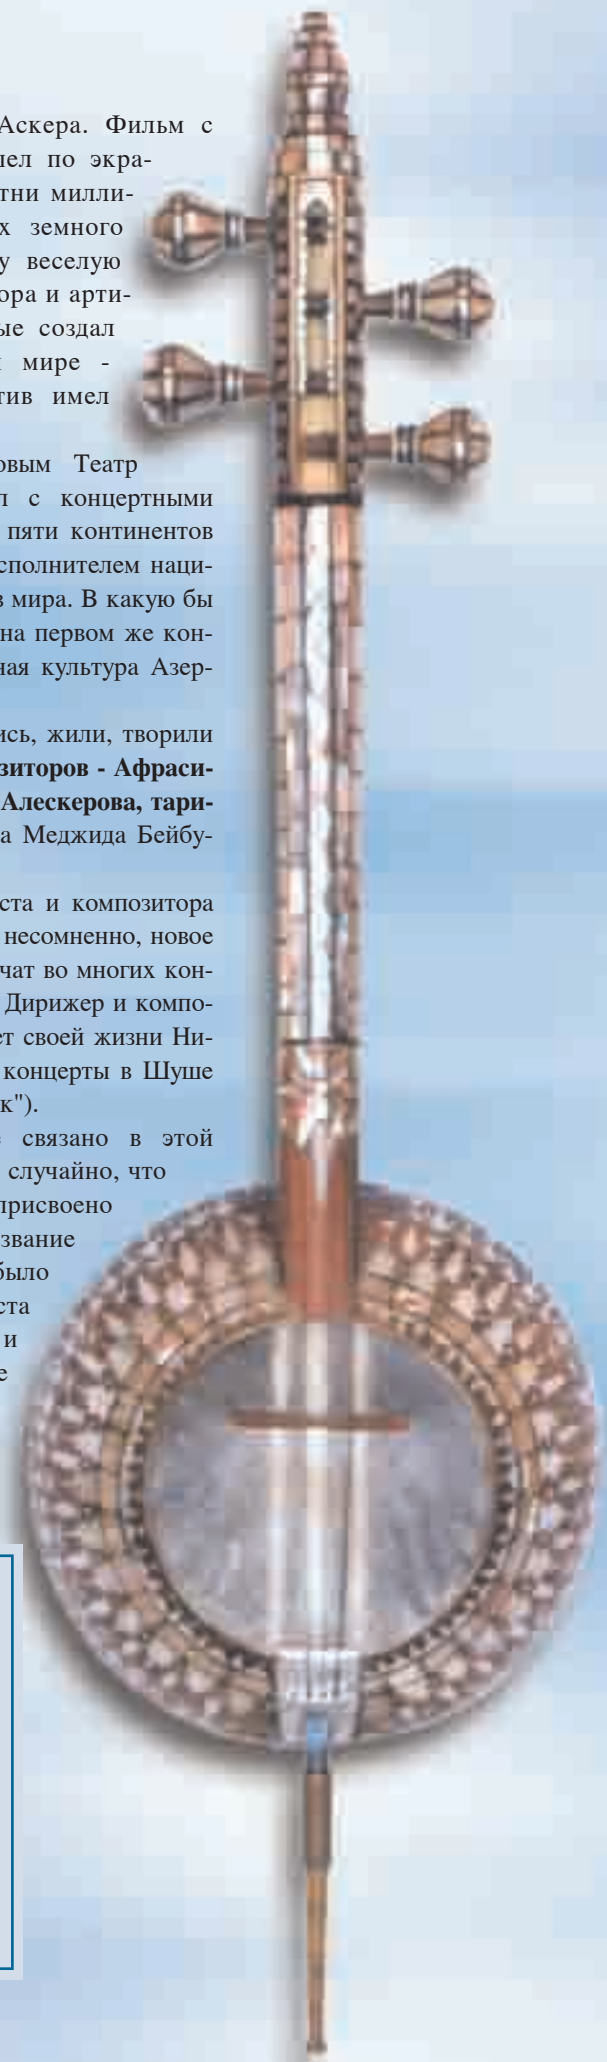 Аскера. Фильм с
шел по экра-
тни милли-
х земного
у веселую
ора и арти-
ые создал
мире -
тив имел
овым Театр
л с концертными
пяти континентов
сполнителем наци-
в мира. В какую бы
на первом же кон-
ная культура Азер-
ись, жили, творили
зиторов - Афраси-
Алескерова, тари-
а Меджида Бейбу-
ста и композитора
несомненно, новое
чат во многих кон-
Дирижер и компо-
ет своей жизни Ни-
концерты в Шуше
к").
связано в этой
случайно, что
присвоено
звание
было
ста
и
е